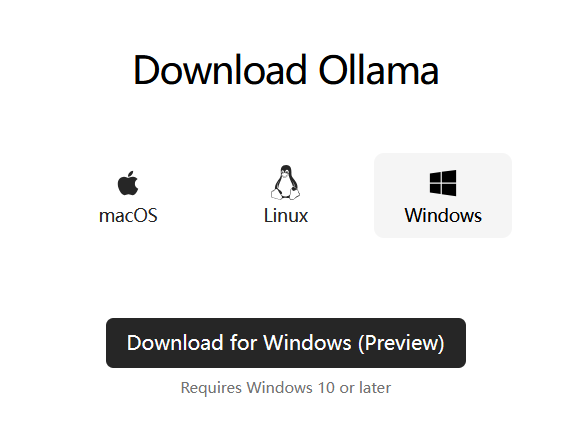 Download Ollama
macOS
Linux
Windows
Download for Windows (Preview)
Requires Windows 10 or later